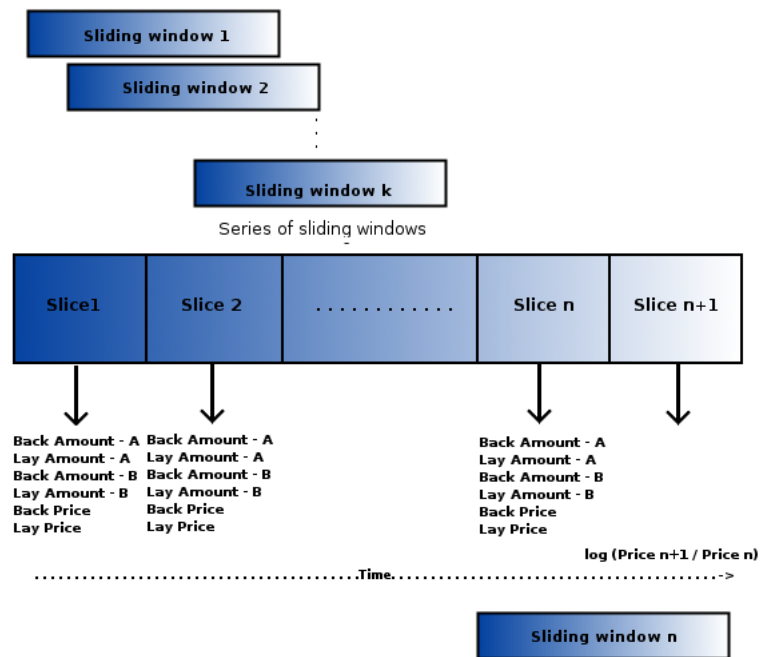 Sliding window 1
Sliding window 2
Sliding window k
Series of sliding windows
Slice1
Slice 2
. . . . . . . . . . . .
Slice n
Slice n+1
Back Amount - A
Lay Amount - A
Back Amount - B
Lay Amount - B
Back Price
Lay Price
Back Amount - A
Lay Amount - A
Back Amount - B
Lay Amount - B
Back Price
Lay Price
Back Amount - A
Lay Amount - A
Back Amount - B
Lay Amount - B
Back Price
Lay Price
log (Price n+1 / Price n)
Time
Sliding window n